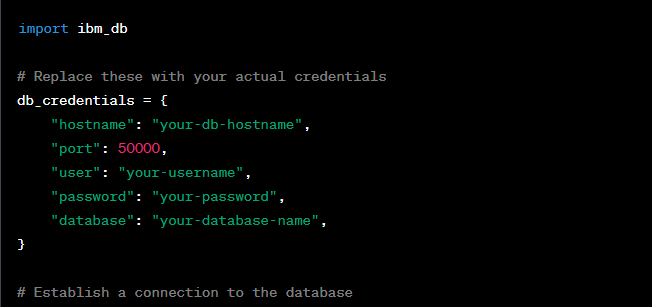 import ibm_db
# Replace these with your actual credentials
db_credentials = {
"hostname": "your-db-hostname",
"port": 50000,
"user": "your-username",
"password": "your-password",
"database": "your-database-name",
}
# Establish a connection to the database